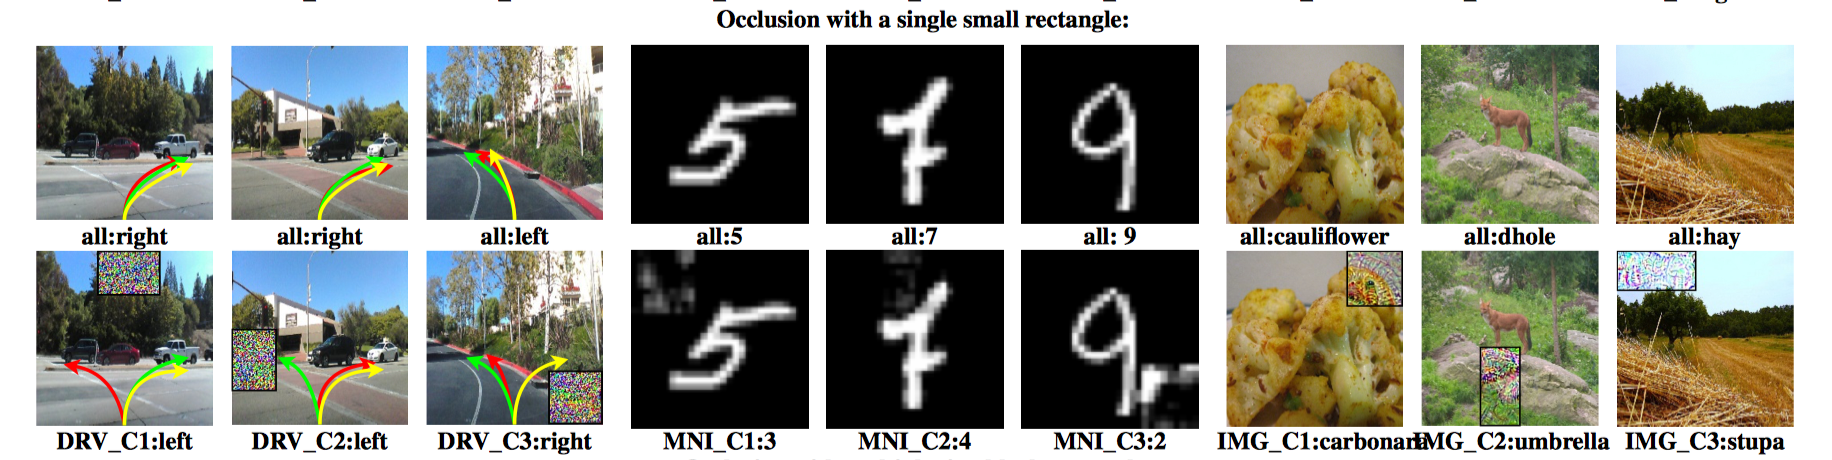 Occlusion with a single small rectangle:
all:right all:right all:left all:5 all:7 all: 9 all:cauliflower all:dhole all:hay
DRV_C1:left DRV_C2:left DRV_C3:right MNI_C1:3 MNI_C2:4 MNI_C3:2 IMG_C1:carbonara IMG_C2:umbrella IMG_C3:stupa